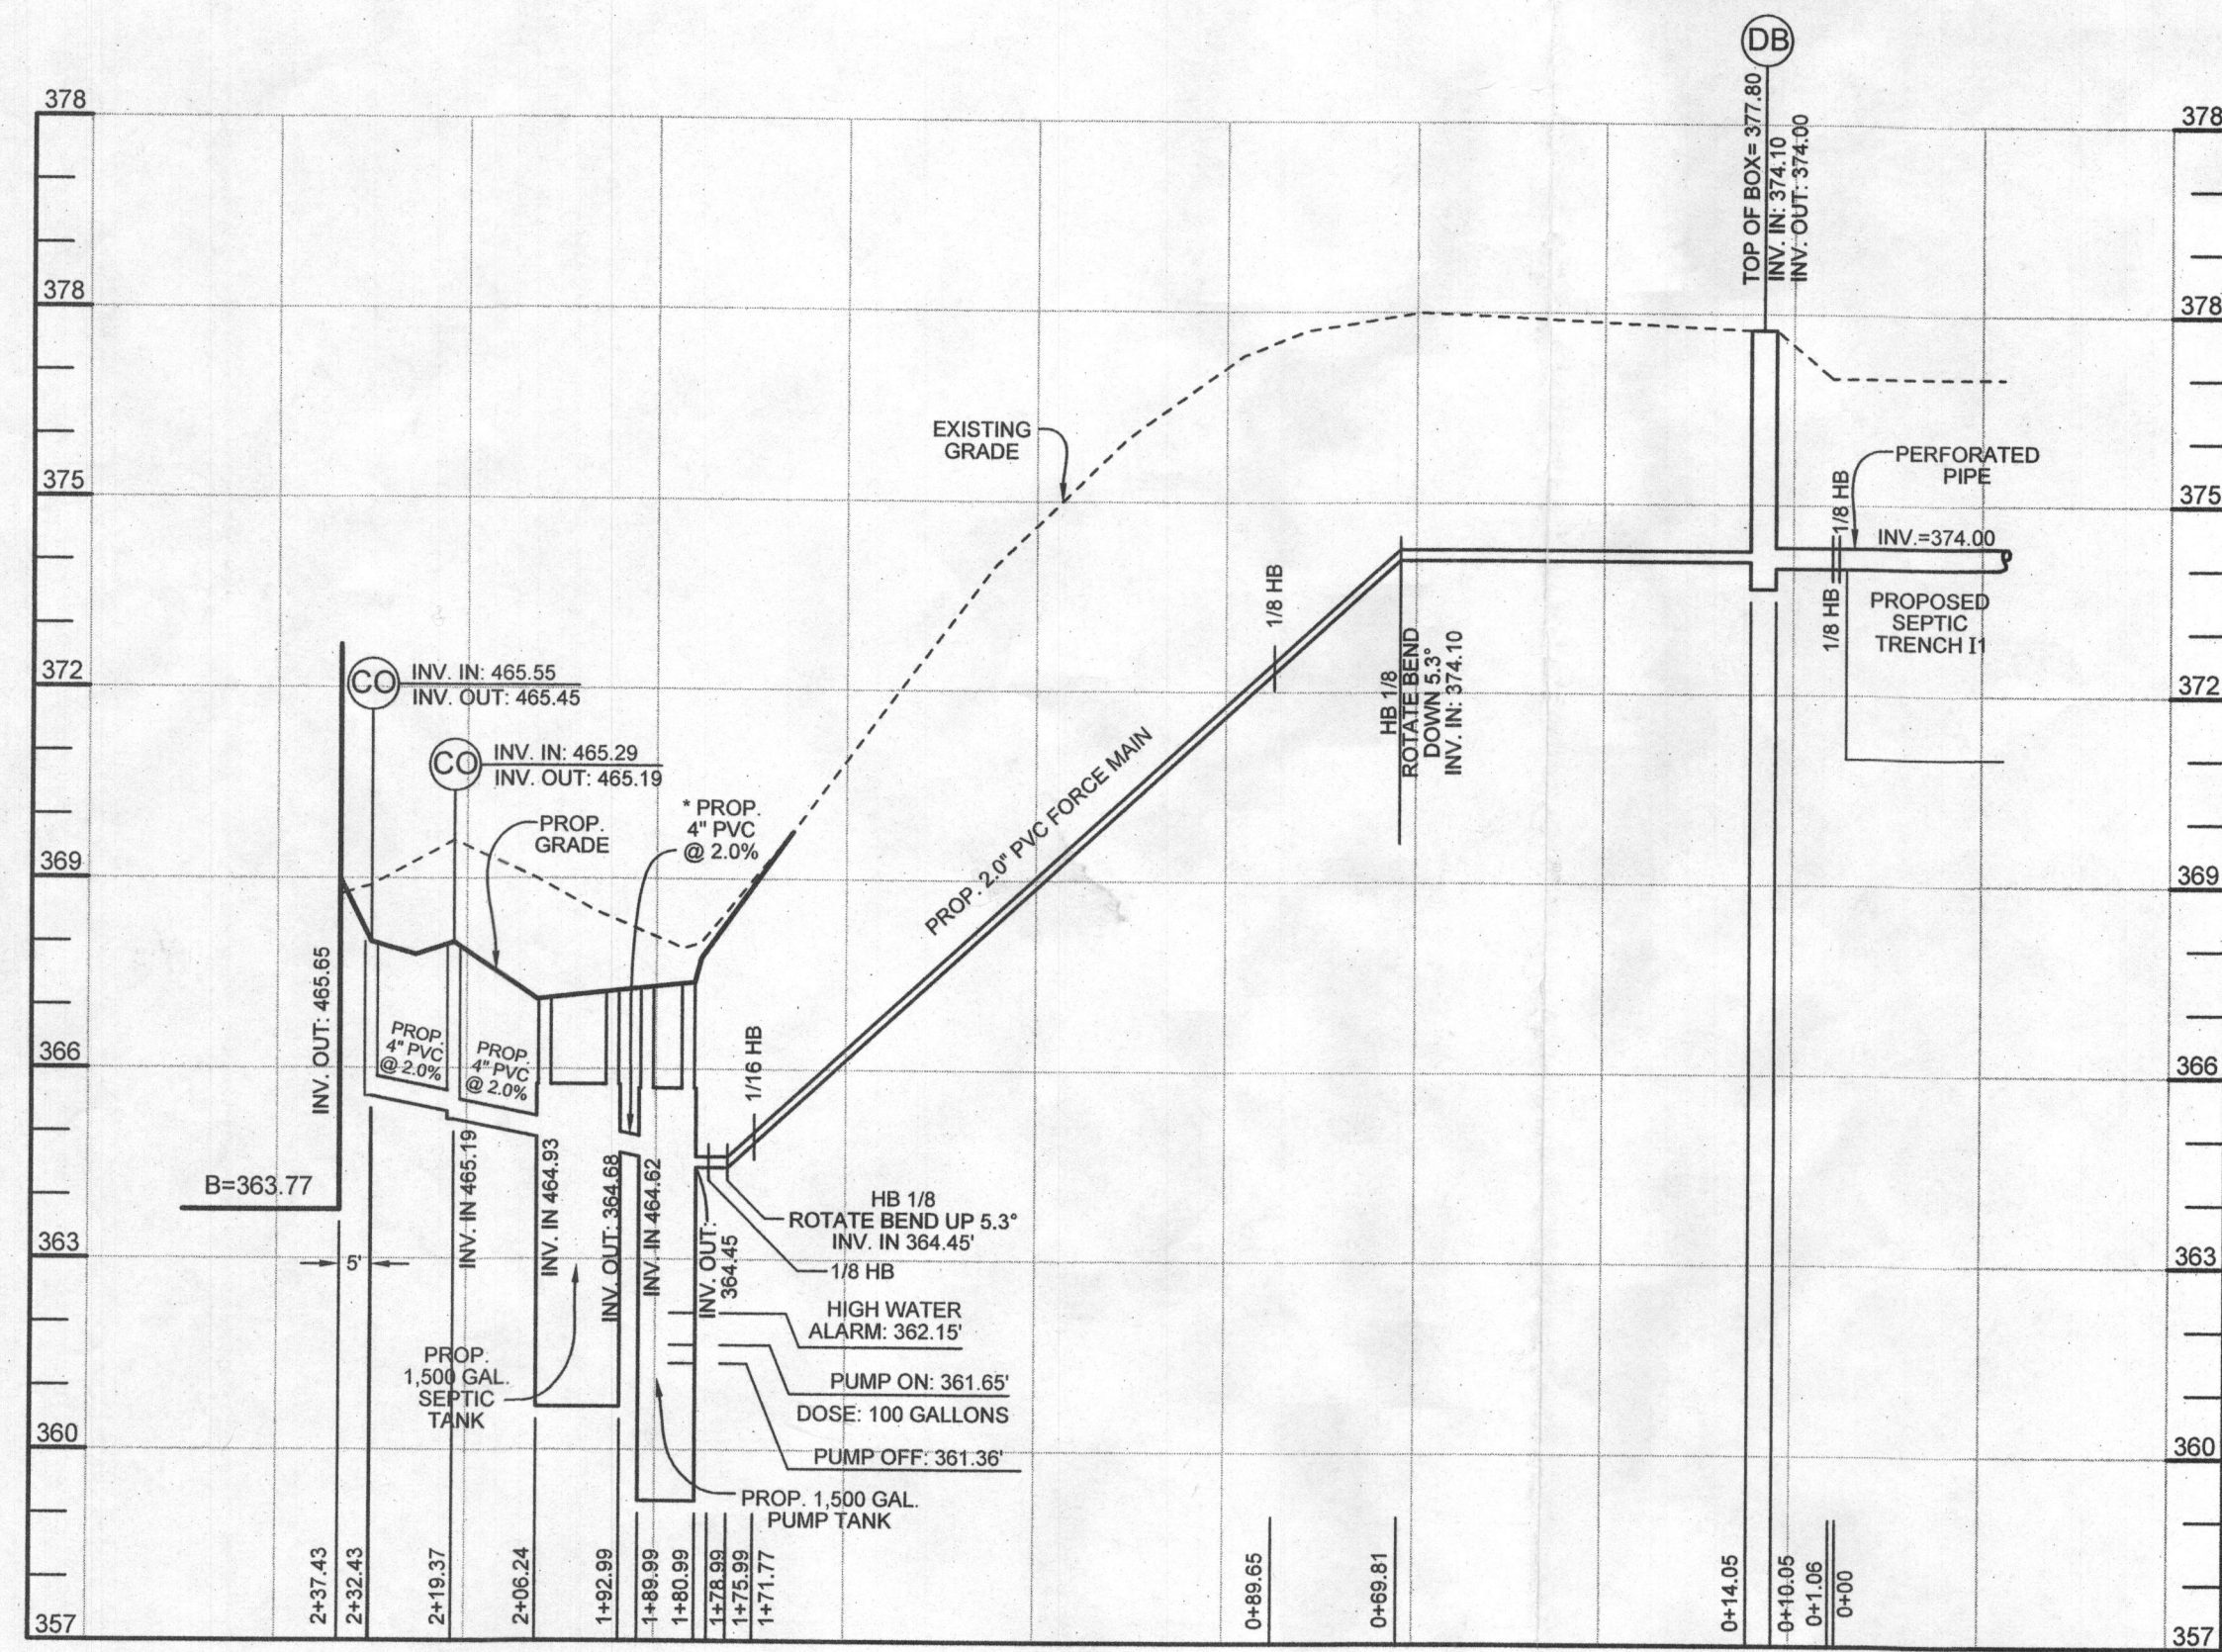 DB
TOP OF BOX= 377.80
INV. IN: 374.10
INV. OUT: 374.00
378
378
378
378
375
375
EXISTING
GRADE
PERFORATED
PIPE
1/8 HB
INV.=374.00
1/8 HB
PROPOSED
SEPTIC
TRENCH I1
1/8 HB
HB 1/8
ROTATE BEND
DOWN 5.3°
INV. IN: 374.10
372
372
CO
INV. IN: 465.55
INV. OUT: 465.45
CO
INV. IN: 465.29
INV. OUT: 465.19
PROP. 2.0" PVC FORCE MAIN
* PROP.
4" PVC
@ 2.0%
PROP.
GRADE
369
369
INV. OUT: 465.65
PROP.
4" PVC
@ 2.0%
PROP.
4" PVC
@ 2.0%
1/16 HB
366
366
B=363.77
INV. IN 465.19
INV. IN 464.93
INV. OUT: 364.68
INV. IN 464.62
INV. OUT:
364.45
HB 1/8
ROTATE BEND UP 5.3°
INV. IN 364.45'
1/8 HB
363
363
5'
HIGH WATER
ALARM: 362.15'
PROP.
1,500 GAL.
SEPTIC
TANK
PUMP ON: 361.65'
DOSE: 100 GALLONS
PUMP OFF: 361.36'
360
360
PROP. 1,500 GAL.
PUMP TANK
2+37.43
2+32.43
2+19.37
2+06.24
1+92.99
1+89.99
1+80.99
1+78.99
1+75.99
1+71.77
0+89.65
0+69.81
0+14.05
0+10.05
0+1.06
0+00
357
357